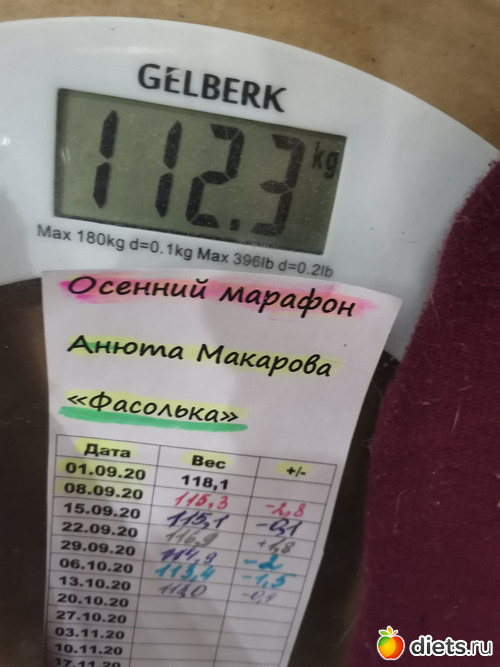 GELBERK
112.3 kg
Max 180kg d=0.1kg Max 396lb d=0.2lb
Осенний марафон
Анюта Макарова
«Фасолька»
Дата Вес +/-
01.09.20 118,1
08.09.20 115,3 -2,8
15.09.20 115,1 -0,1
22.09.20 116,9 +1,8
29.09.20 114,9 -2
06.10.20 113,4 -1,5
13.10.20 113,0 -0,4
20.10.20
27.10.20
03.11.20
10.11.20
17.11.20
diets.ru